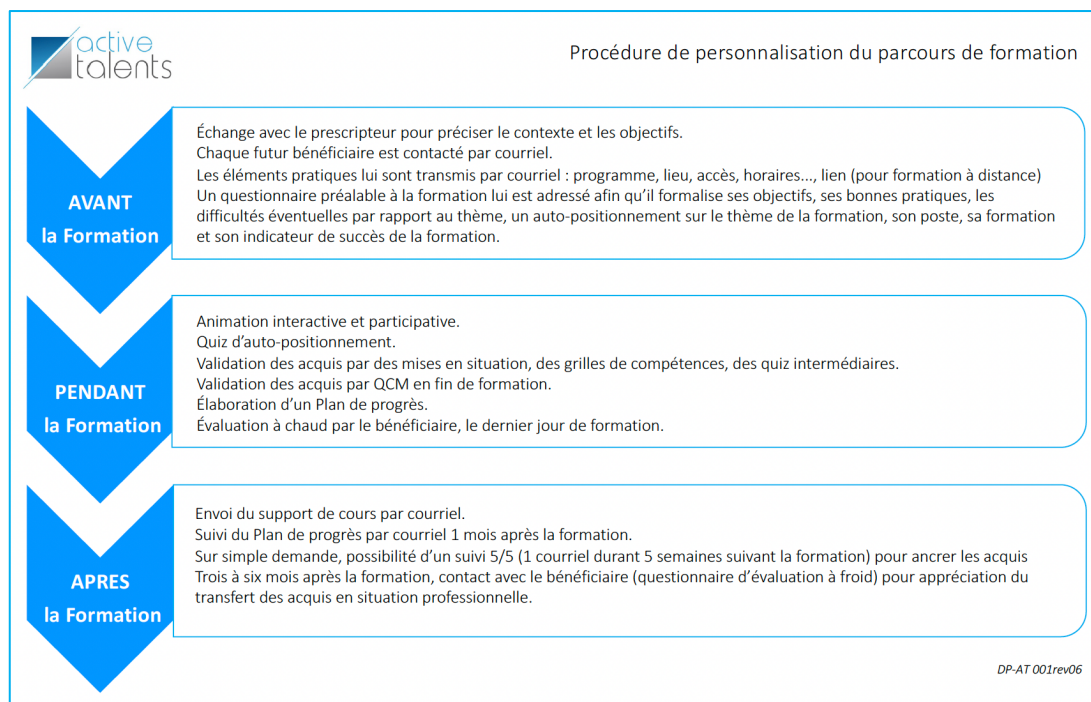 active
talents
Procédure de personnalisation du parcours de formation
AVANT
la Formation
Échange avec le prescripteur pour préciser le contexte et les objectifs.
Chaque futur bénéficiaire est contacté par courriel.
Les éléments pratiques lui sont transmis par courriel : programme, lieu, accès, horaires..., lien (pour formation à distance)
Un questionnaire préalable à la formation lui est adressé afin qu'il formalise ses objectifs, ses bonnes pratiques, les
difficultés éventuelles par rapport au thème, un auto-positionnement sur le thème de la formation, son poste, sa formation
et son indicateur de succès de la formation.
PENDANT
la Formation
Animation interactive et participative.
Quiz d'auto-positionnement.
Validation des acquis par des mises en situation, des grilles de compétences, des quiz intermédiaires.
Validation des acquis par QCM en fin de formation.
Élaboration d'un Plan de progrès.
Évaluation à chaud par le bénéficiaire, le dernier jour de formation.
APRES
la Formation
Envoi du support de cours par courriel.
Suivi du Plan de progrès par courriel 1 mois après la formation.
Sur simple demande, possibilité d'un suivi 5/5 (1 courriel durant 5 semaines suivant la formation) pour ancrer les acquis
Trois à six mois après la formation, contact avec le bénéficiaire (questionnaire d'évaluation à froid) pour appréciation du
transfert des acquis en situation professionnelle.
DP-AT 001rev06